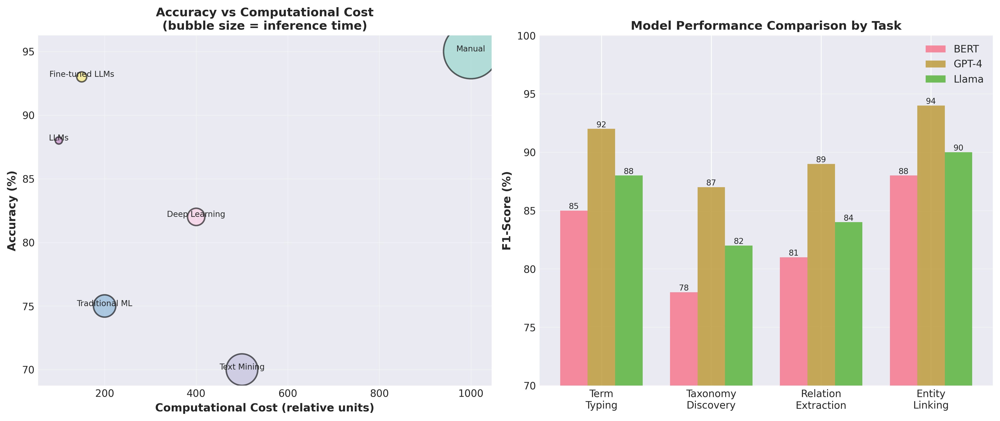 Accuracy vs Computational Cost
(bubble size = inference time)
Accuracy (%)
95
90
85
80
75
70
Manual
Fine-tuned LLMs
LLMs
Deep Learning
Traditional ML
Text Mining
200
400
600
800
1000
Computational Cost (relative units)
Model Performance Comparison by Task
F1-Score (%)
100
95
90
85
80
75
70
BERT
GPT-4
Llama
85
92
88
78
87
82
81
89
84
88
94
90
Term
Typing
Taxonomy
Discovery
Relation
Extraction
Entity
Linking